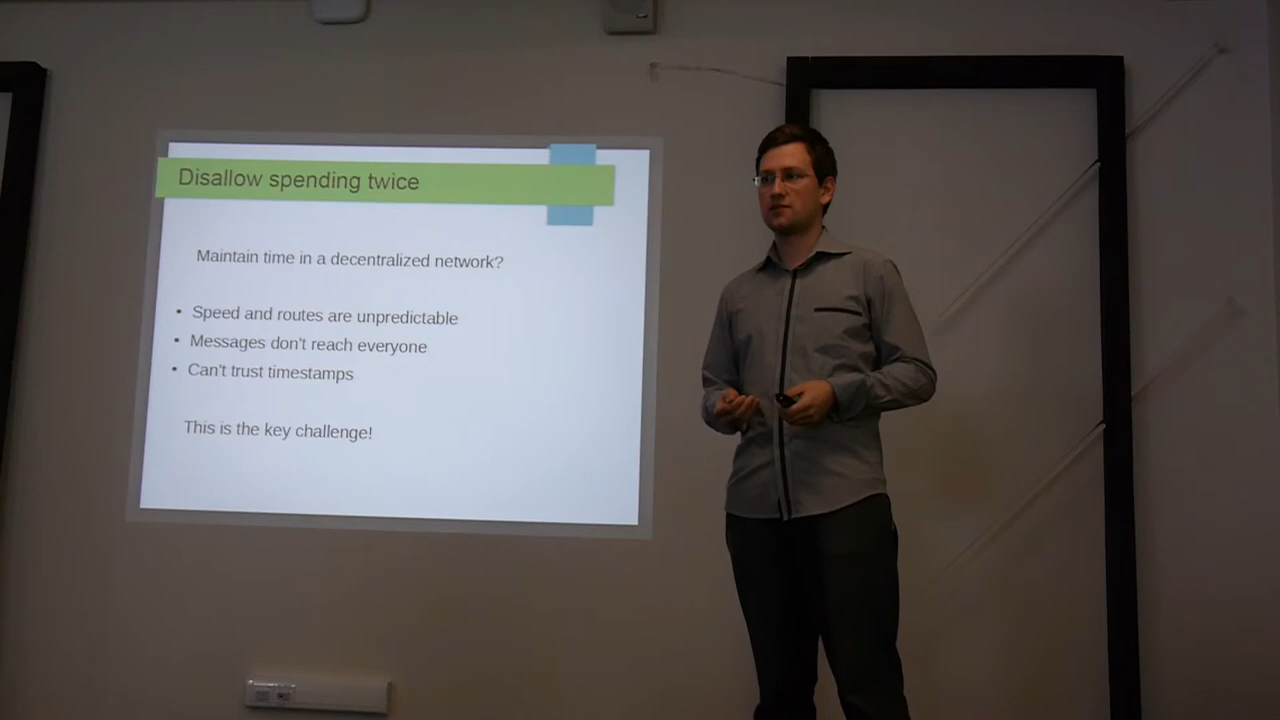 Disallow spending twice
Maintain time in a decentralized network?
• Speed and routes are unpredictable
• Messages don't reach everyone
• Can't trust timestamps
This is the key challenge!